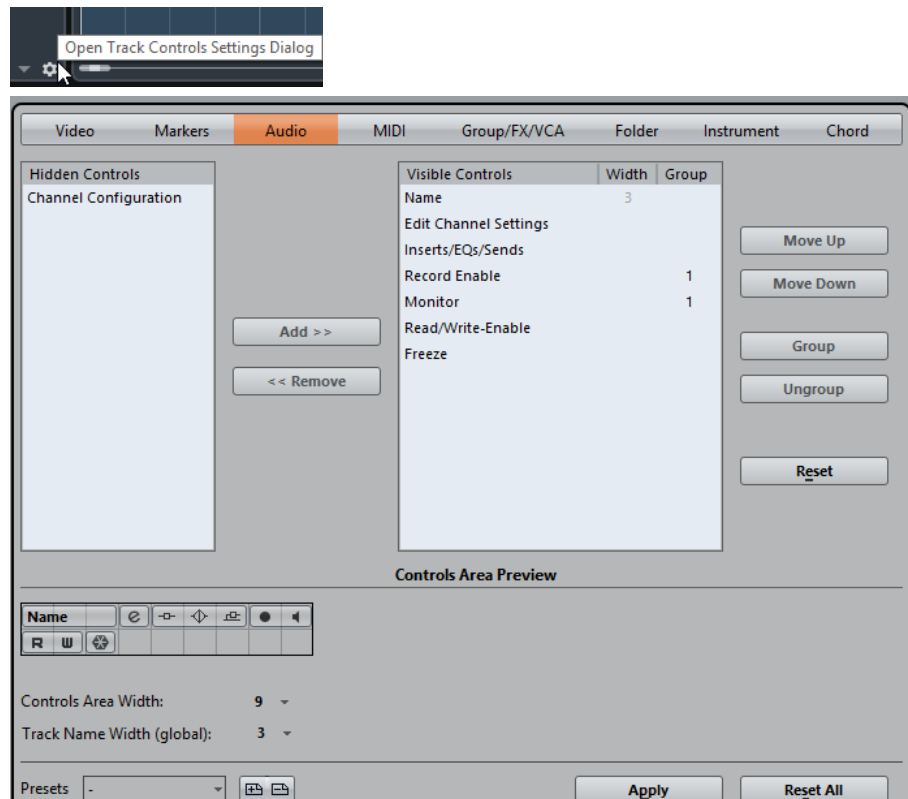 Open Track Controls Settings Dialog
Video Markers Audio MIDI Group/FX/VCA Folder Instrument Chord
Hidden Controls
Channel Configuration
Add >>
<< Remove
Visible Controls Width Group
Name 3
Edit Channel Settings
Inserts/EQs/Sends
Record Enable 1
Monitor 1
Read/Write-Enable
Freeze
Move Up
Move Down
Group
Ungroup
Reset
Controls Area Preview
Name e
R W
Controls Area Width: 9
Track Name Width (global): 3
Presets - Apply Reset All